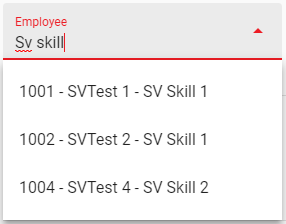 Employee
Sv skill
1001 - SVTest 1 - SV Skill 1
1002 - SVTest 2 - SV Skill 1
1004 - SVTest 4 - SV Skill 2